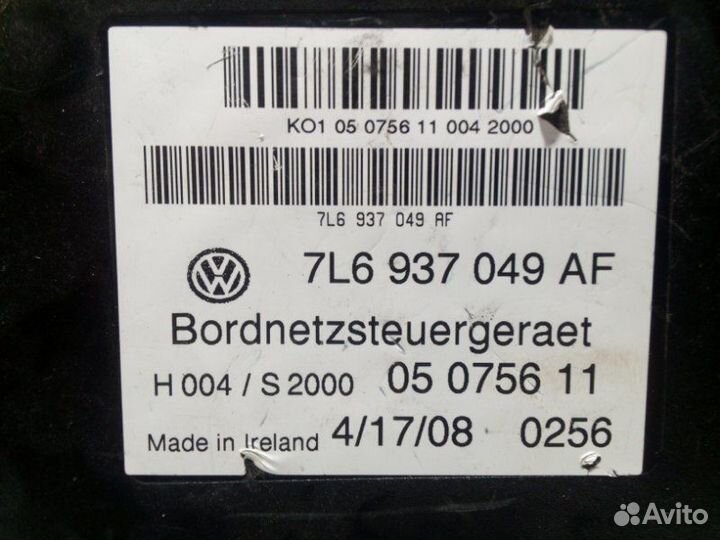 KO1 05 0756 11 004 2000
7L6 937 049 AF
VW 7L6 937 049 AF
Bordnetzsteuergeraet
H 004 / S 2000 05 0756 11
Made in Ireland 4/17/08 0256
Avito